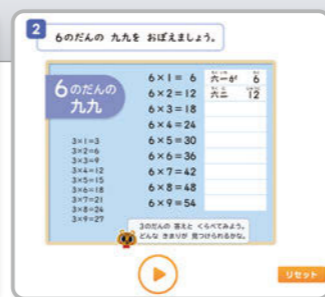 2
6のだんの 九九を おぼえましょう。
6のだんの
九九
6×1= 6
6×2=12
6×3=18
6×4=24
6×5=30
6×6=36
6×7=42
6×8=48
6×9=54
六一が 6
六二 12
3×1=3
3×2=6
3×3=9
3×4=12
3×5=15
3×6=18
3×7=21
3×8=24
3×9=27
3のだんの 答えと くらべてみよう。
どんな きまりが 見つけられるかな。
リセット